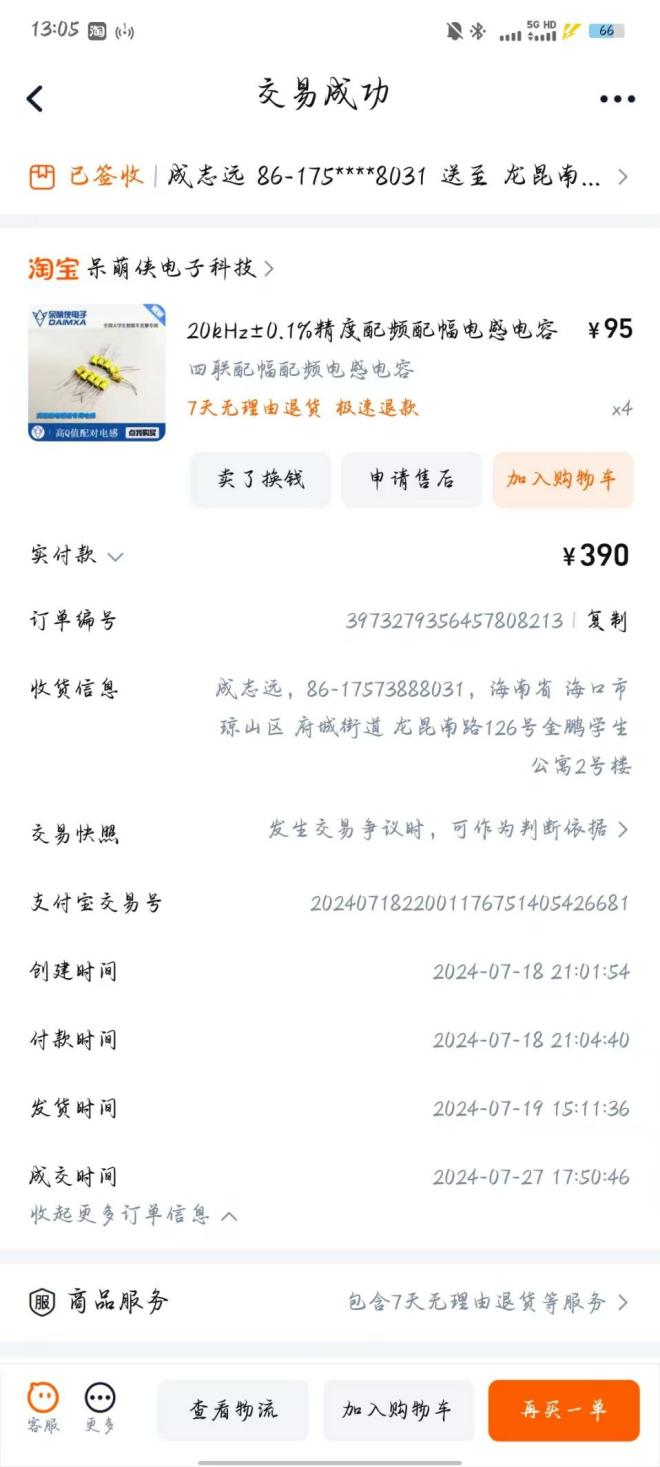 13:05 淘 5G HD 66
交易成功
已签收 | 成志远 86-175****8031 送至 龙昆南...
淘宝 呆萌侠电子科技
呆萌侠电子
DAIMXA
高Q值配对电感 点我购买
20kHz±0.1%精度配频配幅电感电容 ¥95
四联配幅配频电感电容
7天无理由退货 极速退款 x4
卖了换钱 申请售后 加入购物车
实付款 ¥390
订单编号 3973279356457808213 | 复制
收货信息 成志远, 86-17573888031, 海南省 海口市
琼山区 府城街道 龙昆南路126号金鹏学生
公寓2号楼
交易快照 发生交易争议时, 可作为判断依据
支付宝交易号 2024071822001176751405426681
创建时间 2024-07-18 21:01:54
付款时间 2024-07-18 21:04:40
发货时间 2024-07-19 15:11:36
成交时间 2024-07-27 17:50:46
收起更多订单信息
服 商品服务 包含7天无理由退货等服务
客服 更多 查看物流 加入购物车 再买一单